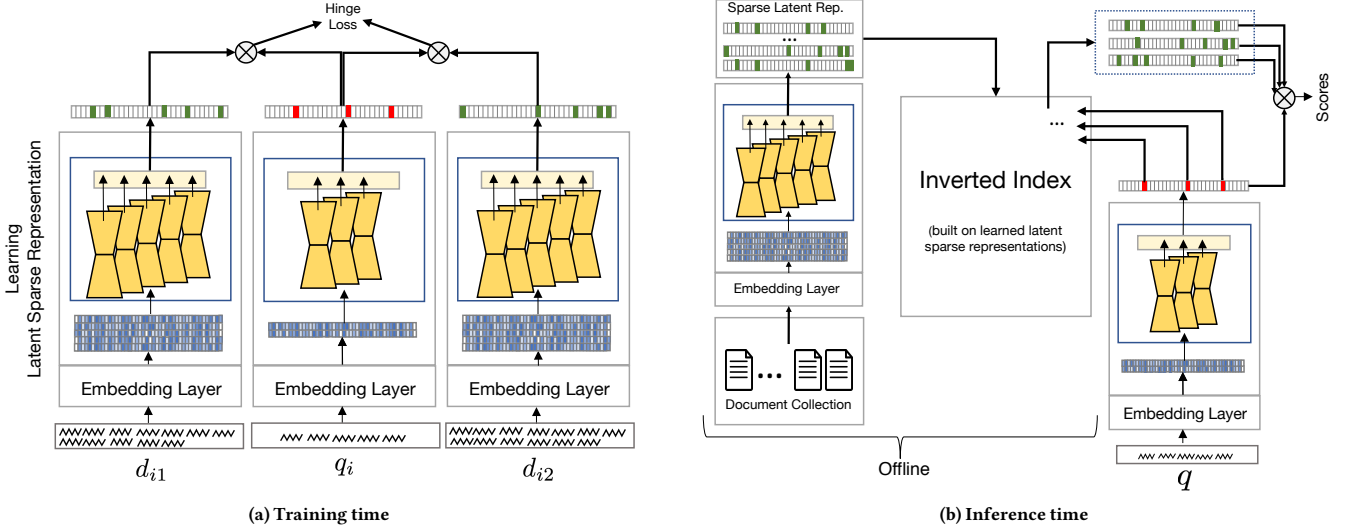 Hinge
Loss
Learning
Latent Sparse Representation
Embedding Layer
Embedding Layer
Embedding Layer
d_{i1}
q_i
d_{i2}
(a) Training time
Sparse Latent Rep.
...
Embedding Layer
...
Document Collection
Offline
Inverted Index
(built on learned latent
sparse representations)
...
Scores
Embedding Layer
q
(b) Inference time